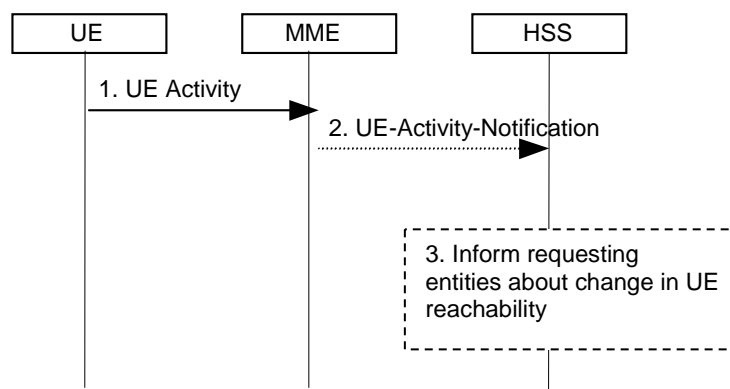 UE
MME
HSS
1. UE Activity
2. UE-Activity-Notification
3. Inform requesting
entities about change in UE
reachability